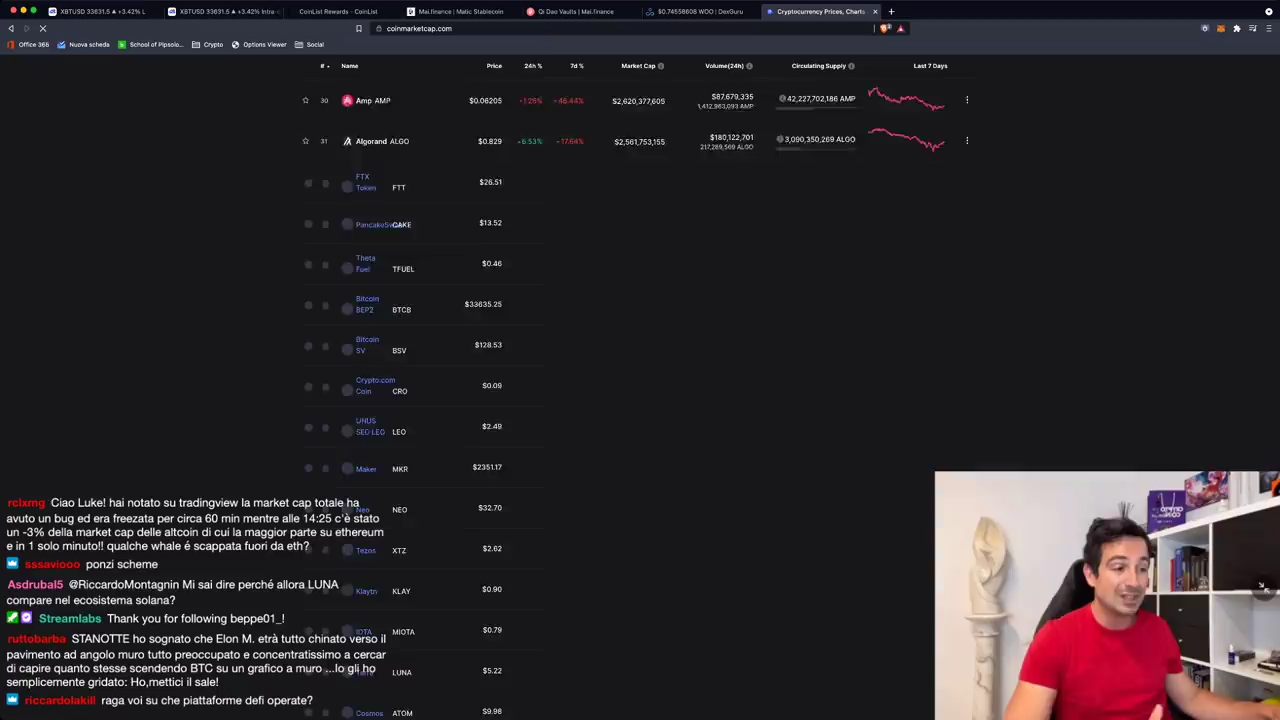 XBTUSD 33631.5 ▲ +3.42% L
XBTUSD 33631.5 ▲ +3.42% Intra-c
CoinList Rewards - CoinList
Mai.finance | Matic Stablecoin
Qi Dao Vaults | Mai.finance
$0.74558608 WOO | DexGuru
Cryptocurrency Prices, Charts
coinmarketcap.com
Office 365
Nuova scheda
School of Pipsolo...
Crypto
Options Viewer
Social
# Name Price 24h % 7d % Market Cap Volume(24h) Circulating Supply Last 7 Days
30 Amp AMP $0.06205 $2,620,377,605 $87,679,335 42,227,702,186 AMP
1,412,963,093 AMP
31 Algorand ALGO $0.829 6.53% 17.64% $2,561,753,155 $180,122,701 3,090,350,269 ALGO
217,289,569 ALGO
FTX
Token FTT $26.51
CAKE $13.52
Theta
Fuel TFUEL $0.46
Bitcoin
BEP2 BTCB $33635.25
Bitcoin
SV BSV $128.53
Crypto.com
Coin CRO $0.09
UNUS
SED LEO LEO $2.49
Maker MKR $2351.17
Neo NEO $32.70
Tezos XTZ $2.62
Klaytn KLAY $0.90
IOTA MIOTA $0.79
LUNA $5.22
Cosmos ATOM $9.98
rclxmg Ciao Luke! hai notato su tradingview la market cap totale ha
avuto un bug ed era freezata per circa 60 min mentre alle 14:25 c'è stato
un -3% della market cap delle altcoin di cui la maggior parte su ethereum
e in 1 solo minuto!! qualche whale é scappata fuori da eth?
sssaviooo ponzi scheme
Asdrubal5 @RiccardoMontagnin Mi sai dire perché allora LUNA
compare nel ecosistema solana?
Streamlabs Thank you for following beppe01_!
ruttobarba STANOTTE ho sognato che Elon M. etrà tutto chinato verso il
pavimento ad angolo muro tutto preoccupato e concentratissimo a cercar
di capire quanto stesse scendendo BTC su un grafico a muro ...Io gli ho
semplicemente gridato: Ho,mettici il sale!
riccardolakill raga voi su che piattaforme defi operate?